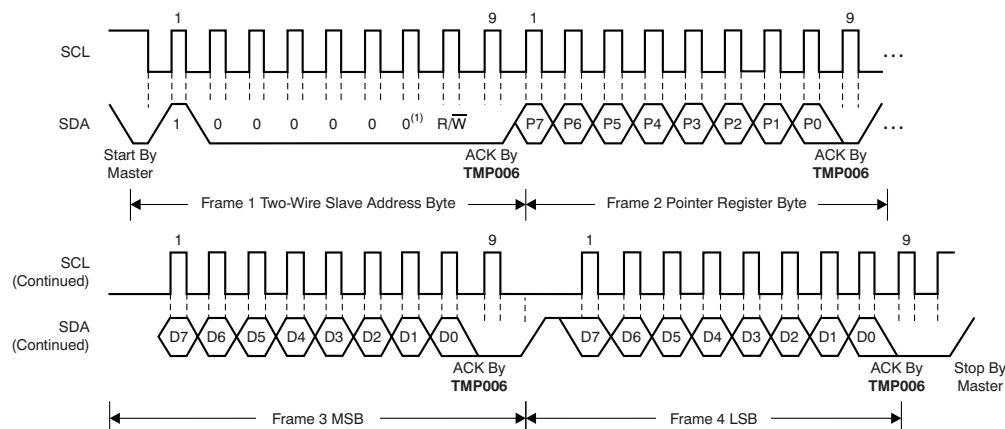 1 9 1 9
SCL ...
SDA 1 0 0 0 0 0 0(1) R/W P7 P6 P5 P4 P3 P2 P1 P0 ...
Start By Master
ACK By TMP006
ACK By TMP006
Frame 1 Two-Wire Slave Address Byte
Frame 2 Pointer Register Byte
1 9 1 9
SCL
(Continued)
SDA
(Continued)
D7 D6 D5 D4 D3 D2 D1 D0 D7 D6 D5 D4 D3 D2 D1 D0
ACK By
TMP006
ACK By
TMP006
Stop By
Master
Frame 3 MSB
Frame 4 LSB